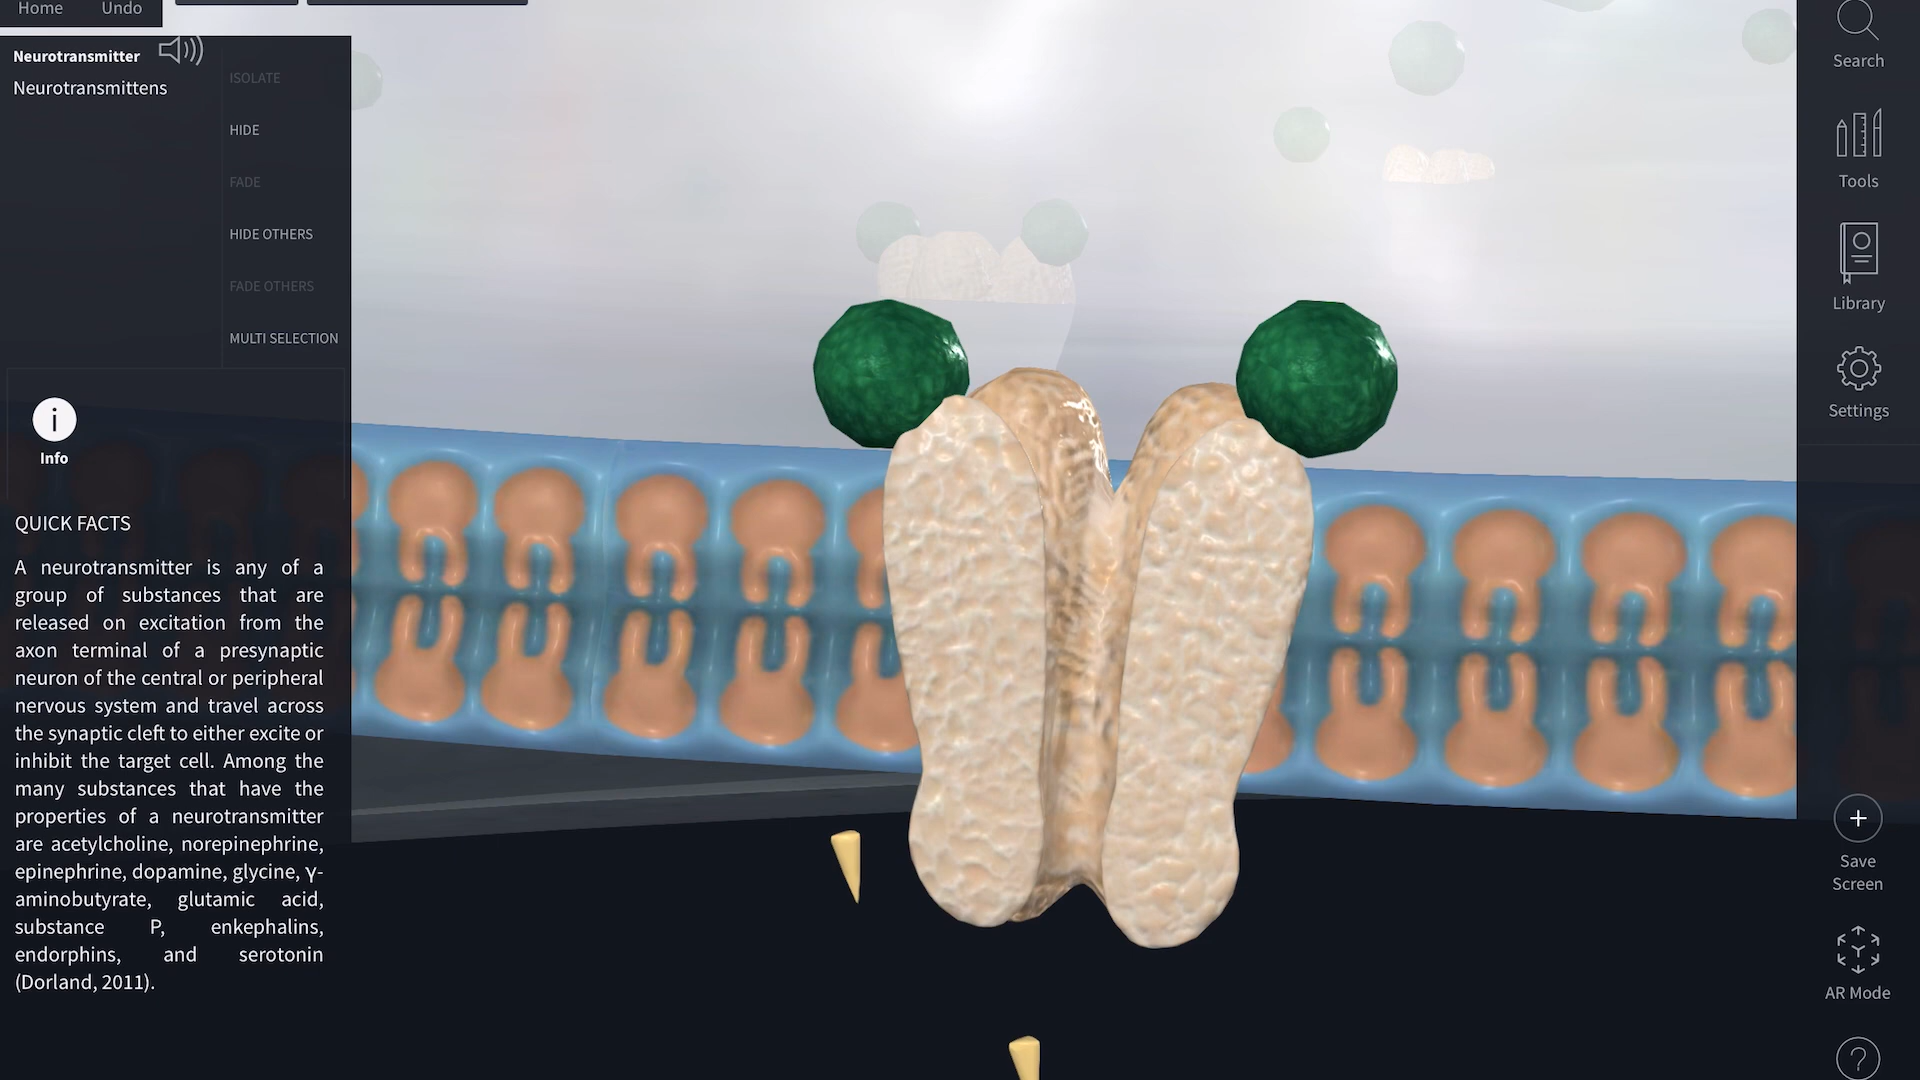 Home Undo
Neurotransmitter
Neurotransmittens
ISOLATE
HIDE
FADE
HIDE OTHERS
FADE OTHERS
MULTI SELECTION
i
Info
QUICK FACTS
A neurotransmitter is any of a
group of substances that are
released on excitation from the
axon terminal of a presynaptic
neuron of the central or peripheral
nervous system and travel across
the synaptic cleft to either excite or
inhibit the target cell. Among the
many substances that have the
properties of a neurotransmitter
are acetylcholine, norepinephrine,
epinephrine, dopamine, glycine, γ-
aminobutyrate, glutamic acid,
substance P, enkephalins,
endorphins, and serotonin
(Dorland, 2011).
Search
Tools
Library
Settings
Save
Screen
AR Mode
?